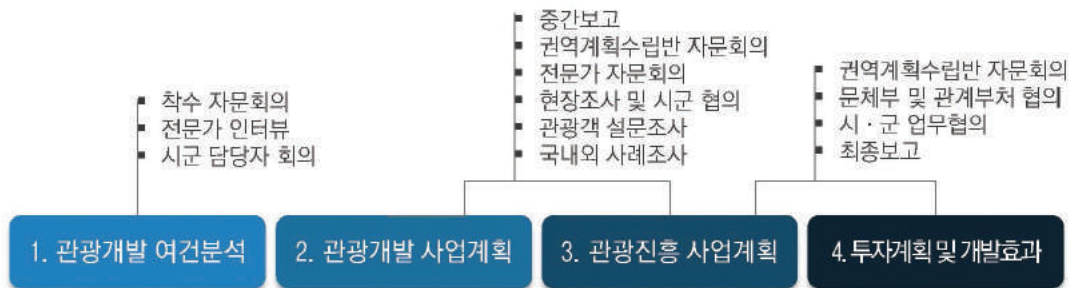 착수 자문회의
전문가 인터뷰
시군 담당자 회의
중간보고
권역계획수립반 자문회의
전문가 자문회의
현장조사 및 시군 협의
관광객 설문조사
국내외 사례조사
권역계획수립반 자문회의
문체부 및 관계부처 협의
시·군 업무협의
최종보고
1. 관광개발 여건분석
2. 관광개발 사업계획
3. 관광진흥 사업계획
4. 투자계획 및 개발효과